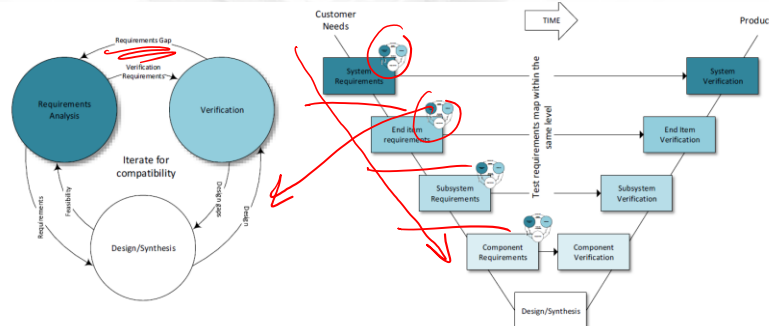 Requirements Gap
Verification
Requirements
Requirements
Analysis
Verification
Iterate for
compatibility
Requirements
Feasibility
Design gaps
Design
Design/Synthesis
Customer
Needs
TIME
Produc
System
Requirements
System
Verification
End item
requirements
End Item
Verification
Subsystem
Requirements
Subsystem
Verification
Component
Requirements
Component
Verification
Test requirements map within the
same level
Design/Synthesis